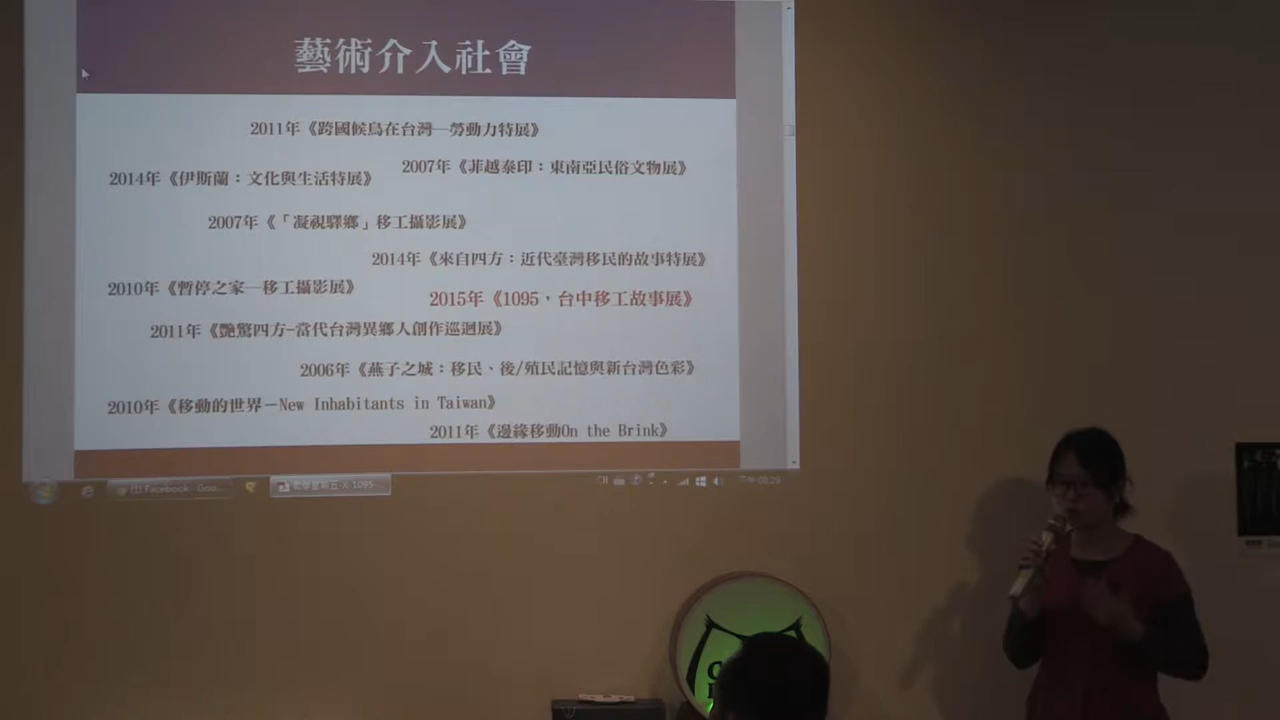 藝術介入社會
2011年《跨國候鳥在台灣─勞動力特展》
2007年《菲越泰印：東南亞民俗文物展》
2014年《伊斯蘭：文化與生活特展》
2007年《「凝視驛鄉」移工攝影展》
2014年《來自四方：近代臺灣移民的故事特展》
2010年《暫停之家─移工攝影展》
2015年《1095，台中移工故事展》
2011年《艷驚四方-當代台灣異鄉人創作巡迴展》
2006年《燕子之城：移民、後/殖民記憶與新台灣色彩》
2010年《移動的世界－New Inhabitants in Taiwan》
2011年《邊緣移動On the Brink》